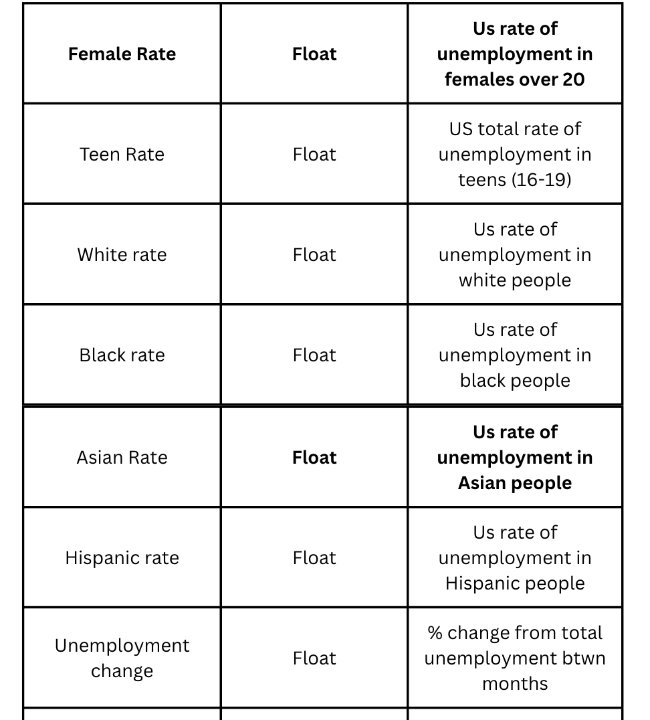 Female Rate
Float
Us rate of
unemployment in
females over 20
Teen Rate
Float
US total rate of
unemployment in
teens (16-19)
White rate
Float
Us rate of
unemployment in
white people
Black rate
Float
Us rate of
unemployment in
black people
Asian Rate
Float
Us rate of
unemployment in
Asian people
Hispanic rate
Float
Us rate of
unemployment in
Hispanic people
Unemployment
change
Float
% change from total
unemployment btwn
months